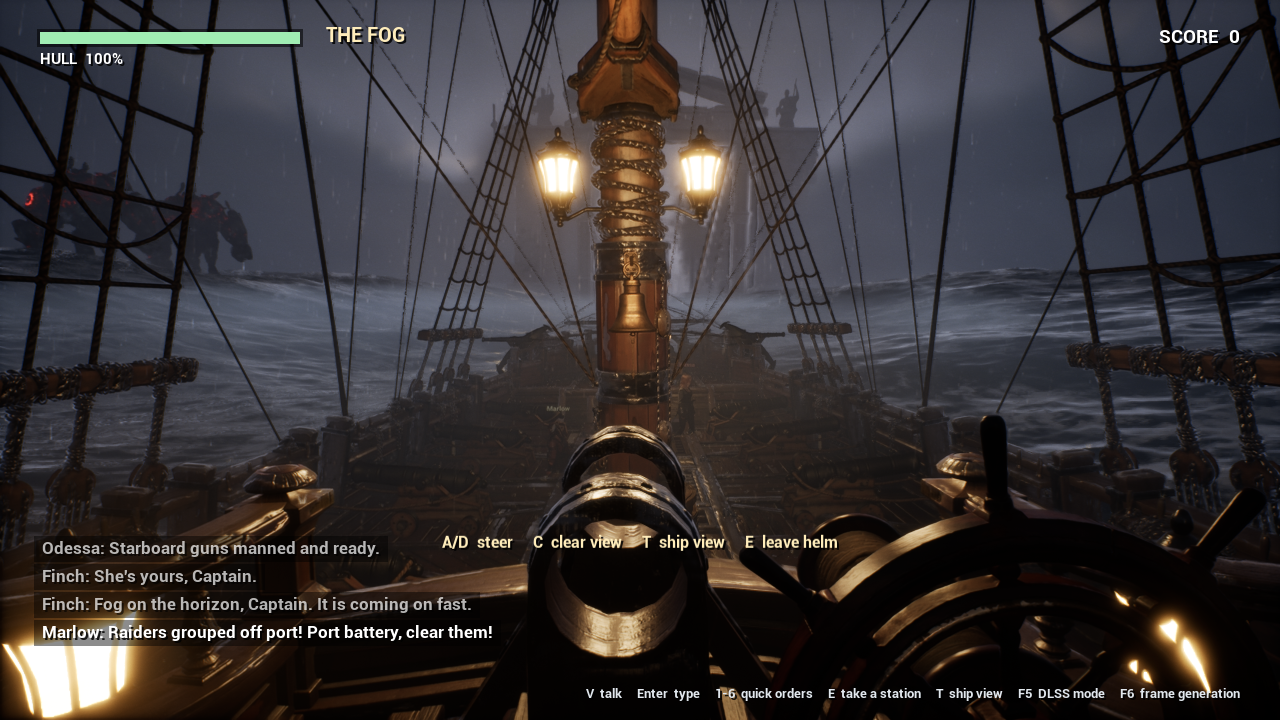 THE FOG
SCORE 0
HULL 100%
Marlow
A/D steer C clear view T ship view E leave helm
Odessa: Starboard guns manned and ready.
Finch: She's yours, Captain.
Finch: Fog on the horizon, Captain. It is coming on fast.
Marlow: Raiders grouped off port! Port battery, clear them!
V talk Enter type 1-6 quick orders E take a station T ship view F5 DLSS mode F6 frame generation